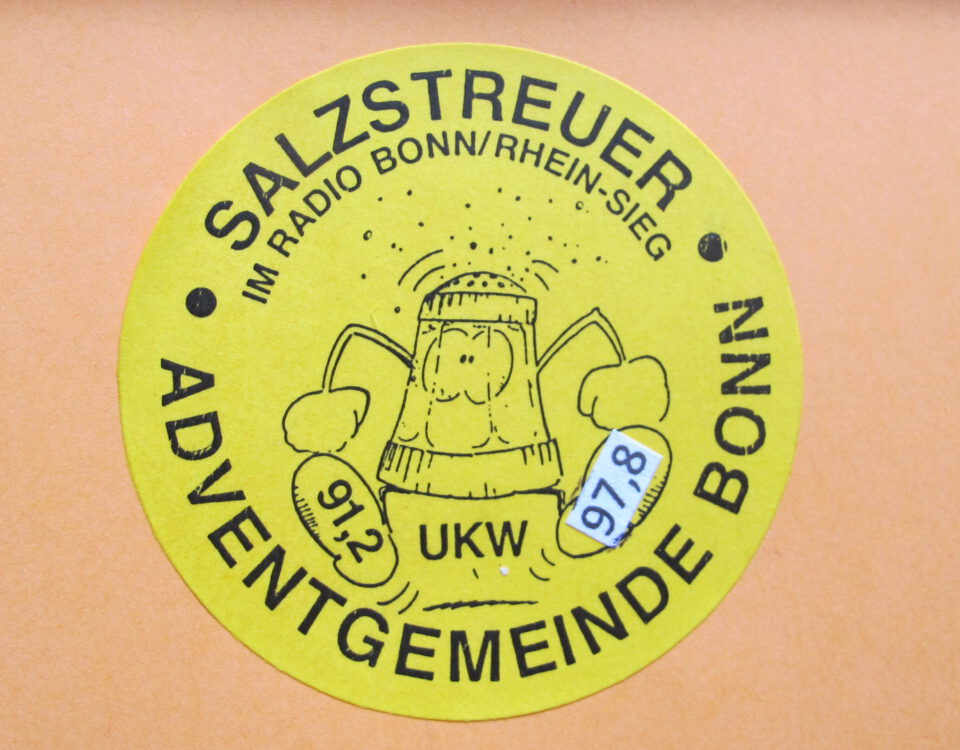 SALZSTREUER
IM RADIO BONN/RHEIN-SIEG
91,2
UKW
97,8
ADVENTGEMEINDE BONN